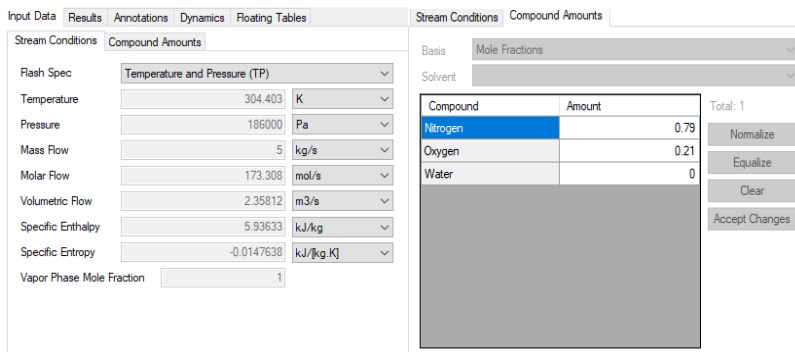 Input Data Results Annotations Dynamics Floating Tables
Stream Conditions Compound Amounts
Flash Spec Temperature and Pressure (TP)
Temperature 304.403 K
Pressure 186000 Pa
Mass Flow 5 kg/s
Molar Flow 173.308 mol/s
Volumetric Flow 2.35812 m3/s
Specific Enthalpy 5.93633 kJ/kg
Specific Entropy -0.0147638 kJ/[kg.K]
Vapor Phase Mole Fraction 1
Stream Conditions Compound Amounts
Basis Mole Fractions
Solvent
Compound Amount
Nitrogen 0.79
Oxygen 0.21
Water 0
Total: 1
Normalize
Equalize
Clear
Accept Changes